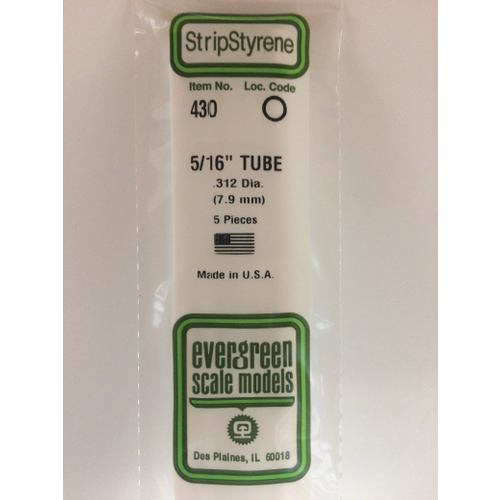 StripStyrene
Item No. Loc. Code
430 O
5/16" TUBE
.312 Dia.
(7.9 mm)
5 Pieces
Made in U.S.A.
evergreen
scale models
Des Plaines, IL 60018